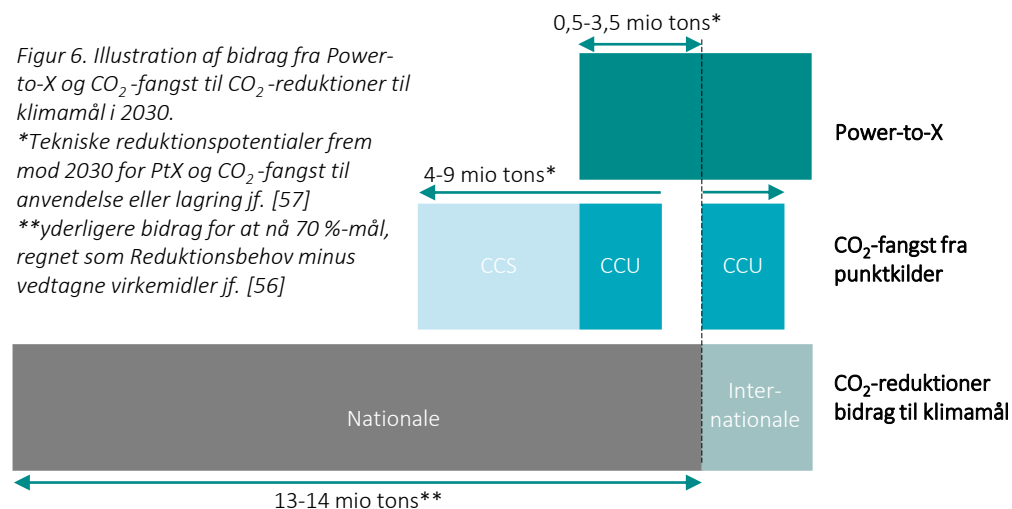 0,5-3,5 mio tons*
Figur 6. Illustration af bidrag fra Power-
to-X og CO₂-fangst til CO₂-reduktioner til
klimamål i 2030.
*Tekniske reduktionspotentialer frem
mod 2030 for PtX og CO₂-fangst til
anvendelse eller lagring jf. [57]
**yderligere bidrag for at nå 70 %-mål,
regnet som Reduktionsbehov minus
vedtagne virkemidler jf. [56]
Power-to-X
4-9 mio tons*
CCS
CCU
CCU
CO₂-fangst fra
punktkilder
Nationale
Inter-
nationale
CO₂-reduktioner
bidrag til klimamål
13-14 mio tons**